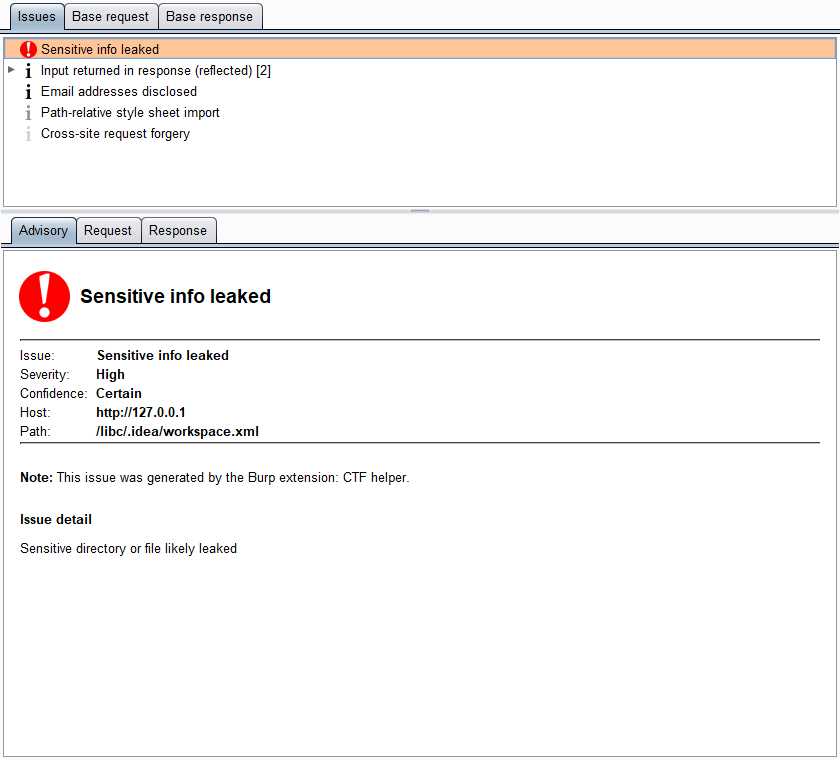 Issues Base request Base response
Sensitive info leaked
Input returned in response (reflected) [2]
Email addresses disclosed
Path-relative style sheet import
Cross-site request forgery
Advisory Request Response
Sensitive info leaked
Issue: Sensitive info leaked
Severity: High
Confidence: Certain
Host: http://127.0.0.1
Path: /libc/.idea/workspace.xml
Note: This issue was generated by the Burp extension: CTF helper.
Issue detail
Sensitive directory or file likely leaked